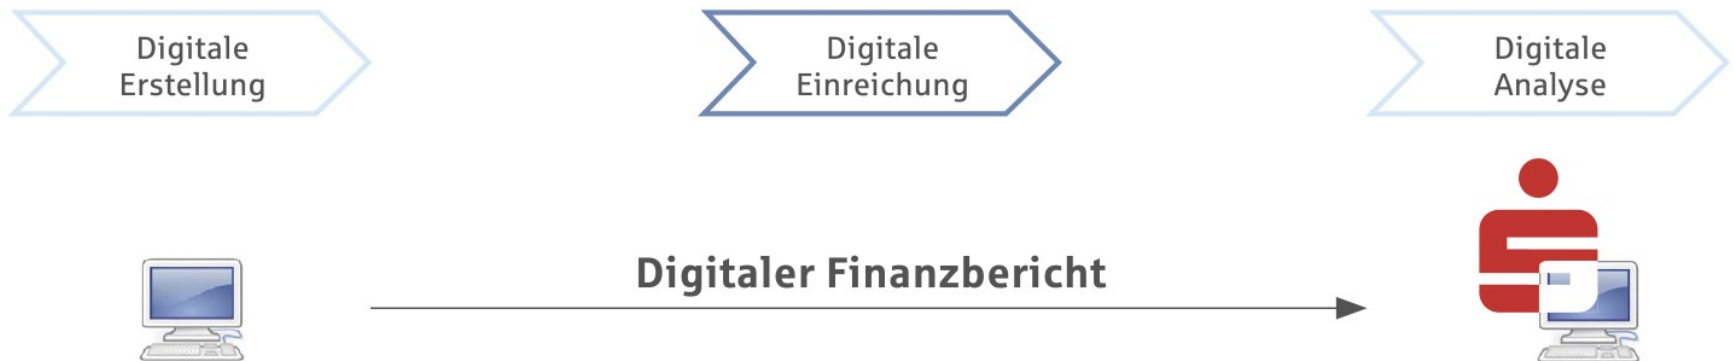 Digitale
Erstellung
Digitale
Einreichung
Digitale
Analyse
Digitaler Finanzbericht